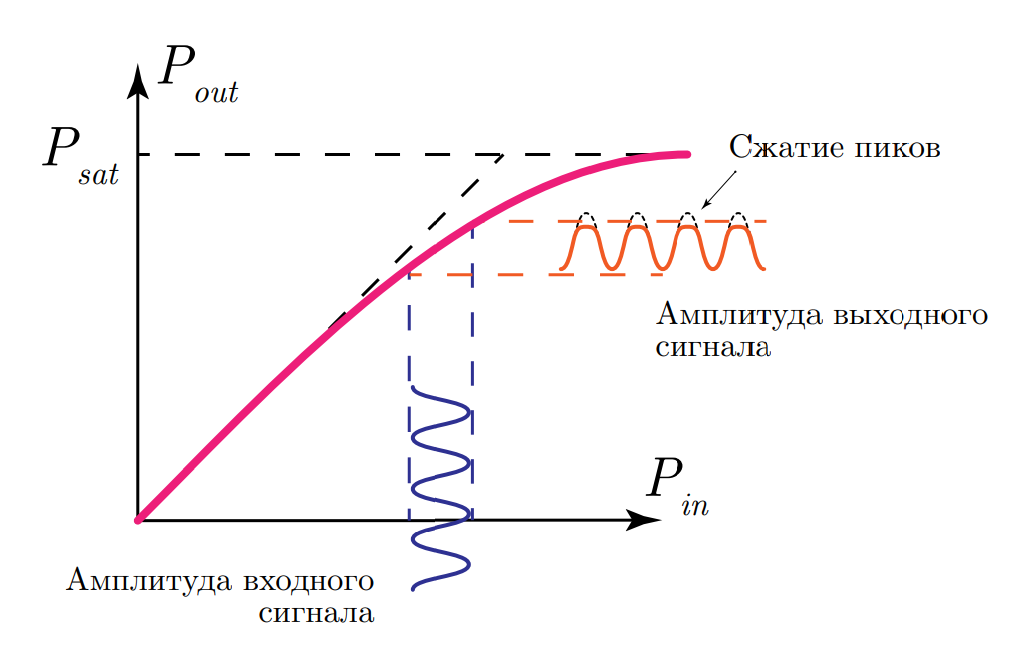 P_out
P_sat
Сжатие пиков
Амплитуда выходного
сигнала
P_in
Амплитуда входного
сигнала